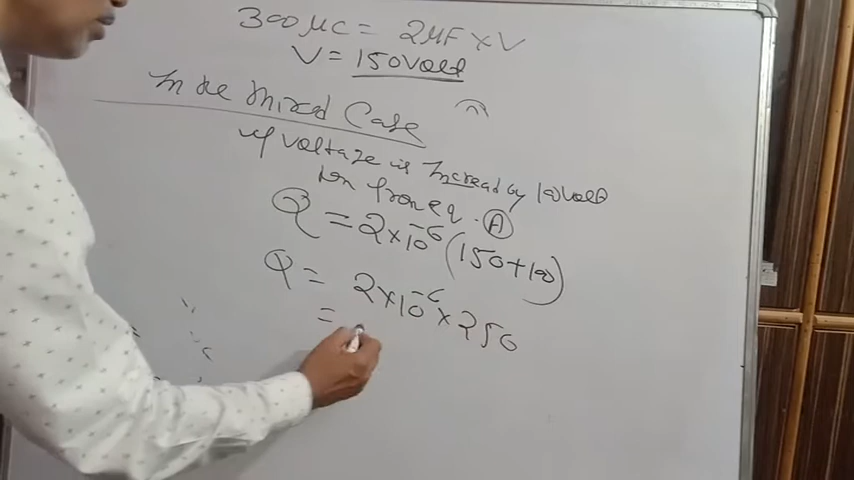 300 μC = 2μF × V
V = 150 Volt
In the Mixed Case
If voltage is Increased by 100 volt
then from eq. (A)
Q = 2×10⁻⁶ (150+100)
Q = 2×10⁻⁶ × 250
=